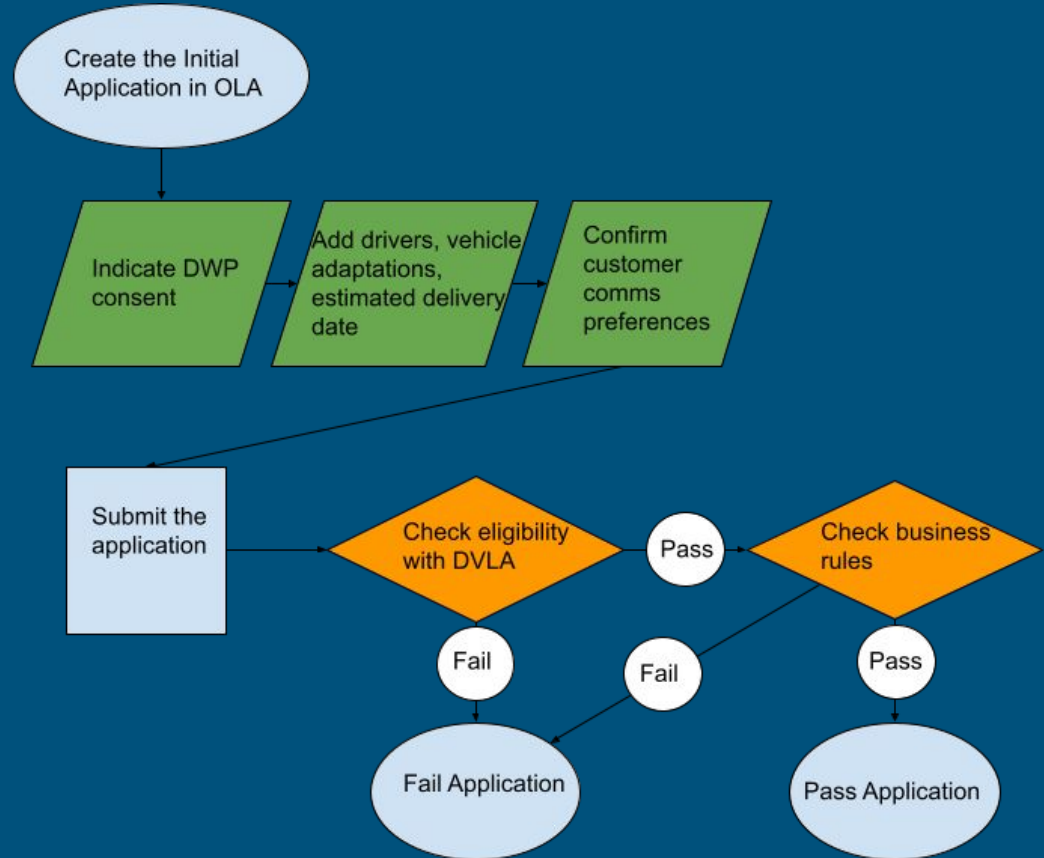 Create the Initial
Application in OLA
Indicate DWP
consent
Add drivers, vehicle
adaptations,
estimated delivery
date
Confirm
customer
comms
preferences
Submit the
application
Check eligibility
with DVLA
Pass
Check business
rules
Fail
Fail
Pass
Fail Application
Pass Application